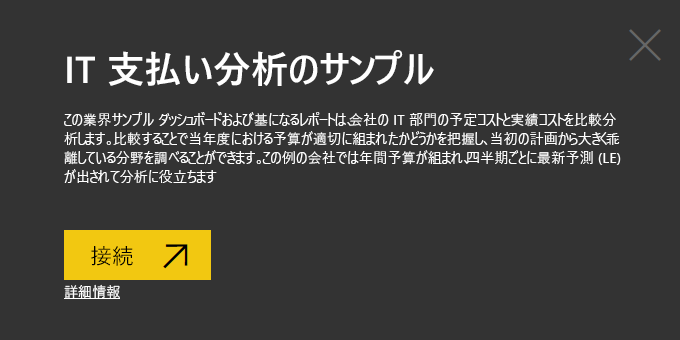 IT 支払い分析のサンプル
この業界サンプル ダッシュボードおよび基になるレポートは、会社の IT 部門の予定コストと実績コストを比較分
析します。比較することで当年度における予算が適切に組まれたかどうかを把握し、当初の計画から大きく乖
離している分野を調べることができます。この例の会社では年間予算が組まれ、四半期ごとに最新予測 (LE)
が出されて分析に役立ちます
接続
詳細情報